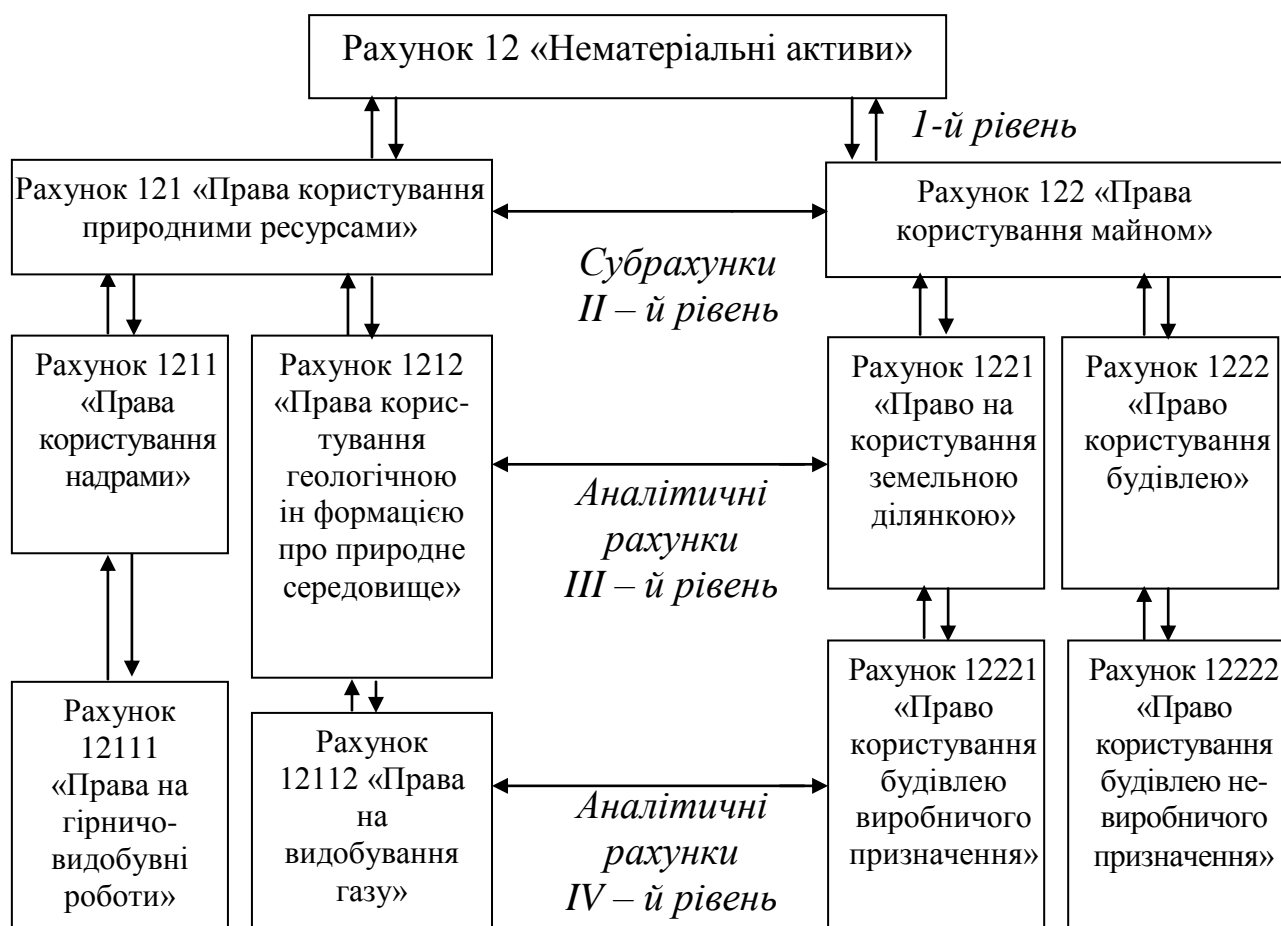 Рахунок 12 «Нематеріальні активи»
1-й рівень
Рахунок 121 «Права користування
природними ресурсами»
Рахунок 122 «Права
користування майном»
Субрахунки
II – й рівень
Рахунок 1211
«Права
користування
надрами»
Рахунок 1212
«Права корис-
тування
геологічною
ін формацією
про природне
середовище»
Аналітичні
рахунки
III – й рівень
Рахунок 1221
«Право на
користування
земельною
ділянкою»
Рахунок 1222
«Право
користування
будівлею»
Рахунок
12111
«Права на
гірничо-
видобувні
роботи»
Рахунок
12112 «Права
на
видобування
газу»
Аналітичні
рахунки
IV – й рівень
Рахунок 12221
«Право
користування
будівлею
виробничого
призначення»
Рахунок 12222
«Право
користування
будівлею не-
виробничого
призначення»